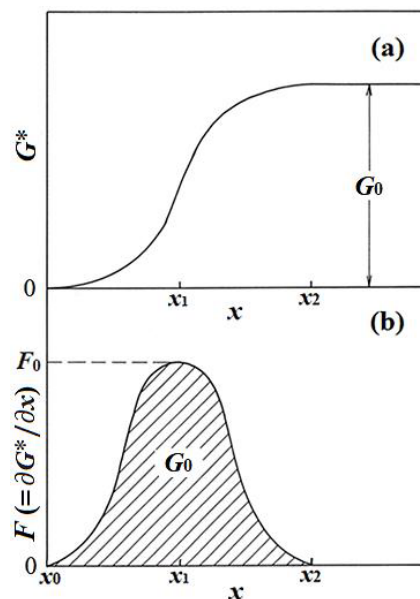 (a)
G*
G₀
0
x₁
x₂
x
(b)
F₀
F (=∂G*/∂x)
G₀
0
x₀
x₁
x₂
x